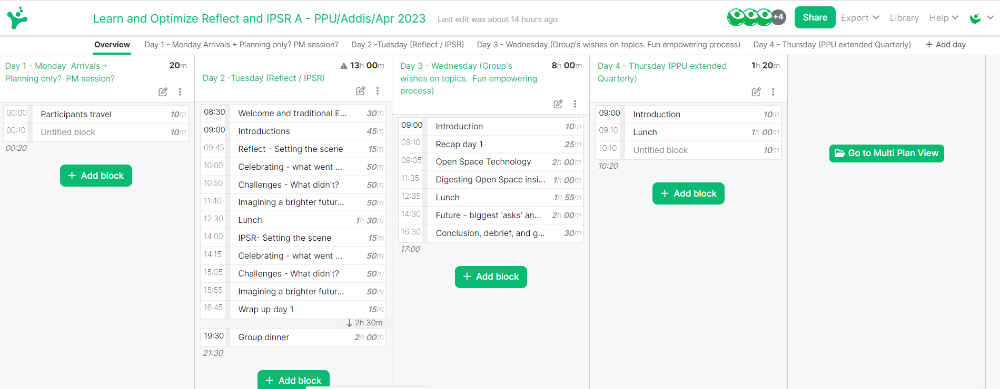 Learn and Optimize Reflect and IPSR A - PPU/Addis/Apr 2023
Last edit was about 14 hours ago
+4
Share
Export
Library
Help
Overview
Day 1 - Monday Arrivals + Planning only? PM session?
Day 2 -Tuesday (Reflect / IPSR)
Day 3 - Wednesday (Group's wishes on topics. Fun empowering process)
Day 4 - Thursday (PPU extended Quarterly)
+ Add day
Day 1 - Monday  Arrivals +
Planning only?  PM session?
20m
00:00 Participants travel 10m
00:10 Untitled block 10m
00:20
+ Add block
13h 00m
Day 2 -Tuesday (Reflect / IPSR)
08:30 Welcome and traditional E... 30m
09:00 Introductions 45m
09:45 Reflect - Setting the scene 15m
10:00 Celebrating - what went ... 50m
10:50 Challenges - What didn't? 50m
11:40 Imagining a brighter futur... 50m
12:30 Lunch 1h 30m
14:00 IPSR- Setting the scene 15m
14:15 Celebrating - what went ... 50m
15:05 Challenges - What didn't? 50m
15:55 Imagining a brighter futur... 50m
16:45 Wrap up day 1 15m
2h 30m
19:30 Group dinner 2h 00m
21:30
+ Add block
Day 3 - Wednesday (Group's
wishes on topics.  Fun empowering
process)
8h 00m
09:00 Introduction 10m
09:10 Recap day 1 25m
09:35 Open Space Technology 2h 00m
11:35 Digesting Open Space insi... 1h 00m
12:35 Lunch 1h 55m
14:30 Future - biggest 'asks' an... 2h 00m
16:30 Conclusion, debrief, and g... 30m
17:00
+ Add block
Day 4 - Thursday (PPU extended
Quarterly)
1h 20m
09:00 Introduction 10m
09:10 Lunch 1h 00m
10:10 Untitled block 10m
10:20
+ Add block
Go to Multi Plan View